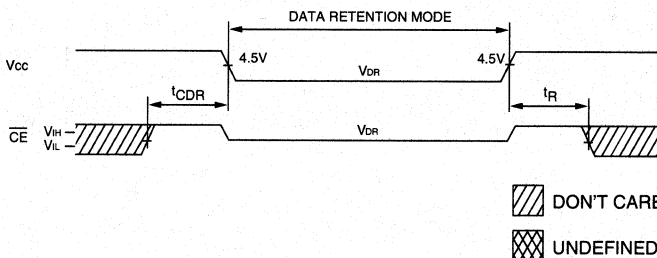 DATA RETENTION MODE
Vcc
4.5V
VDR
4.5V
tCDR
tR
CE
VIH
VIL
VDR
DON'T CARE
UNDEFINED